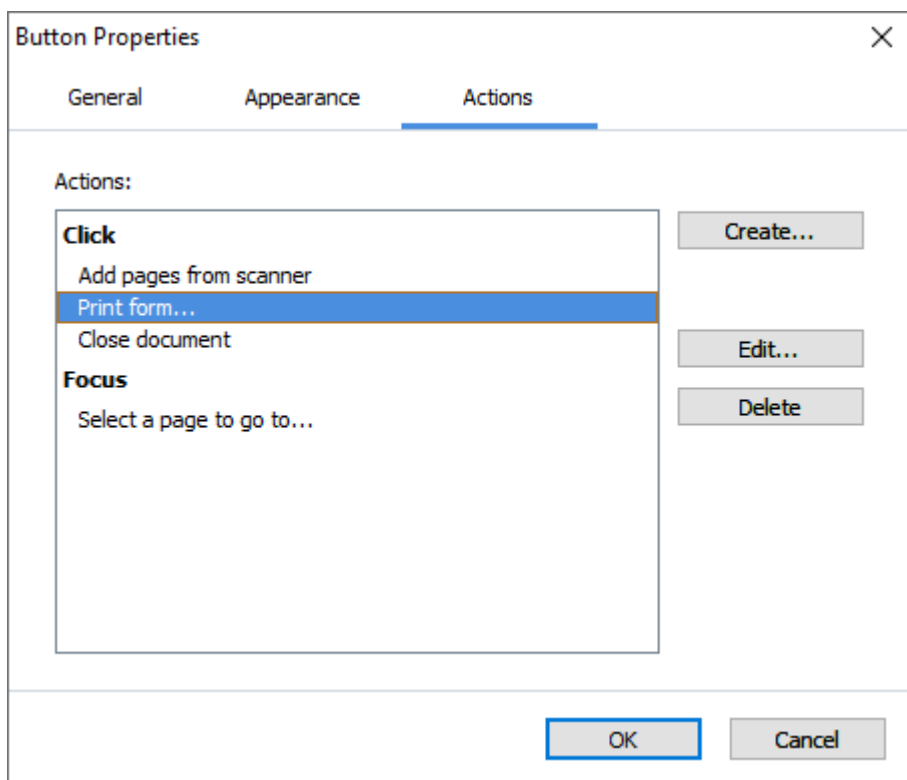 Button Properties
General Appearance Actions
Actions:
Click
Create...
Add pages from scanner
Print form...
Close document
Edit...
Focus
Delete
Select a page to go to...
OK Cancel